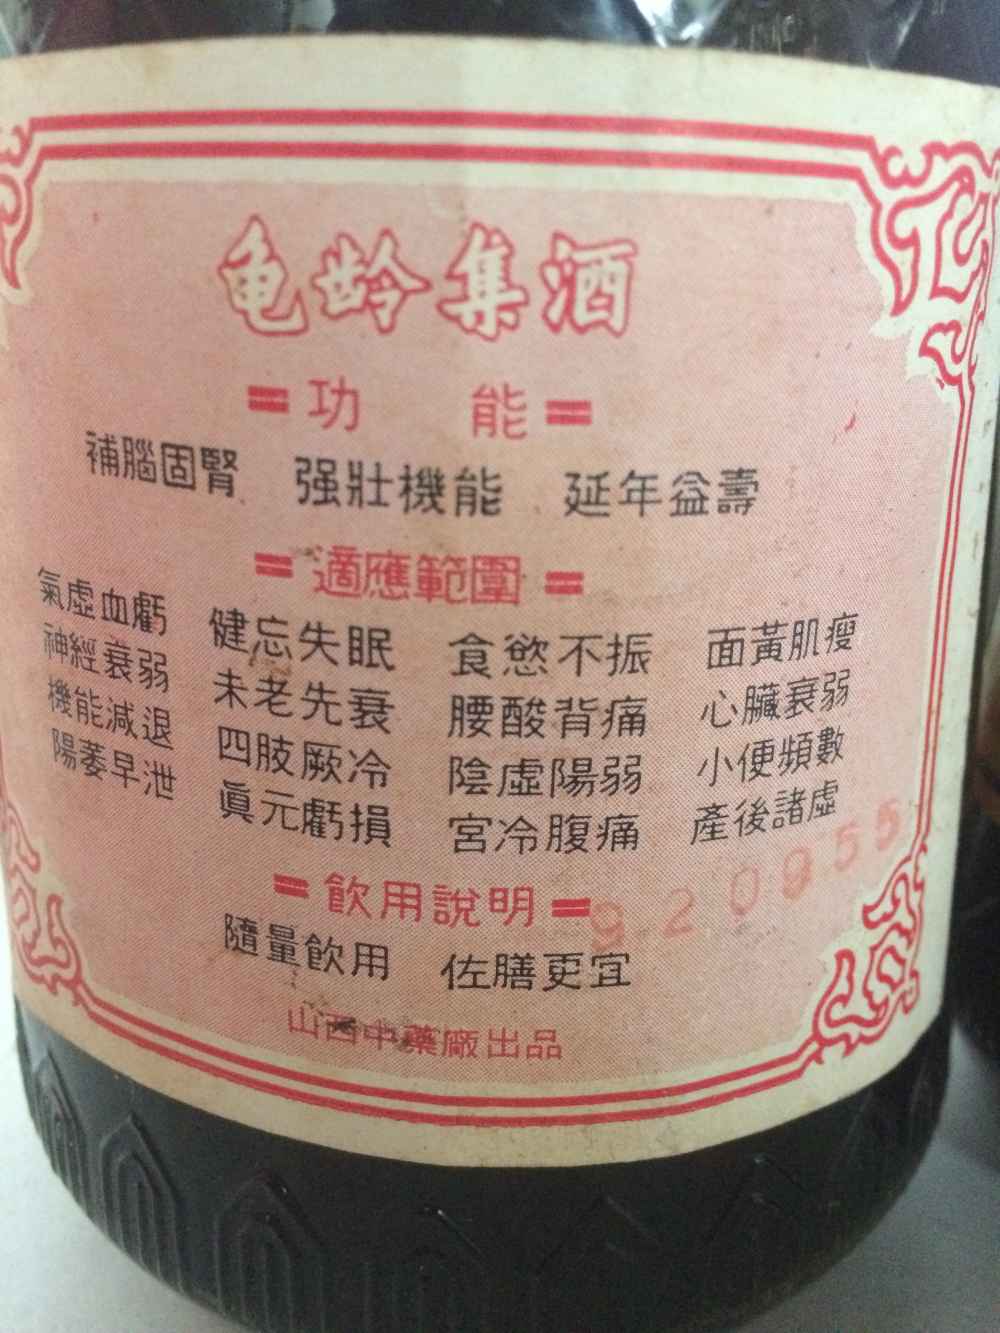 龟龄集酒
=功 能=
補腦固腎 强壯機能 延年益壽
=適應範圍=
氣虛血虧 健忘失眠 食慾不振 面黃肌瘦
神經衰弱 未老先衰 腰酸背痛 心臟衰弱
機能減退 四肢厥冷 陰虛陽弱 小便頻數
陽萎早泄 眞元虧損 宮冷腹痛 產後諸虛
=飲用說明=
920955
隨量飲用 佐膳更宜
山西中藥廠出品